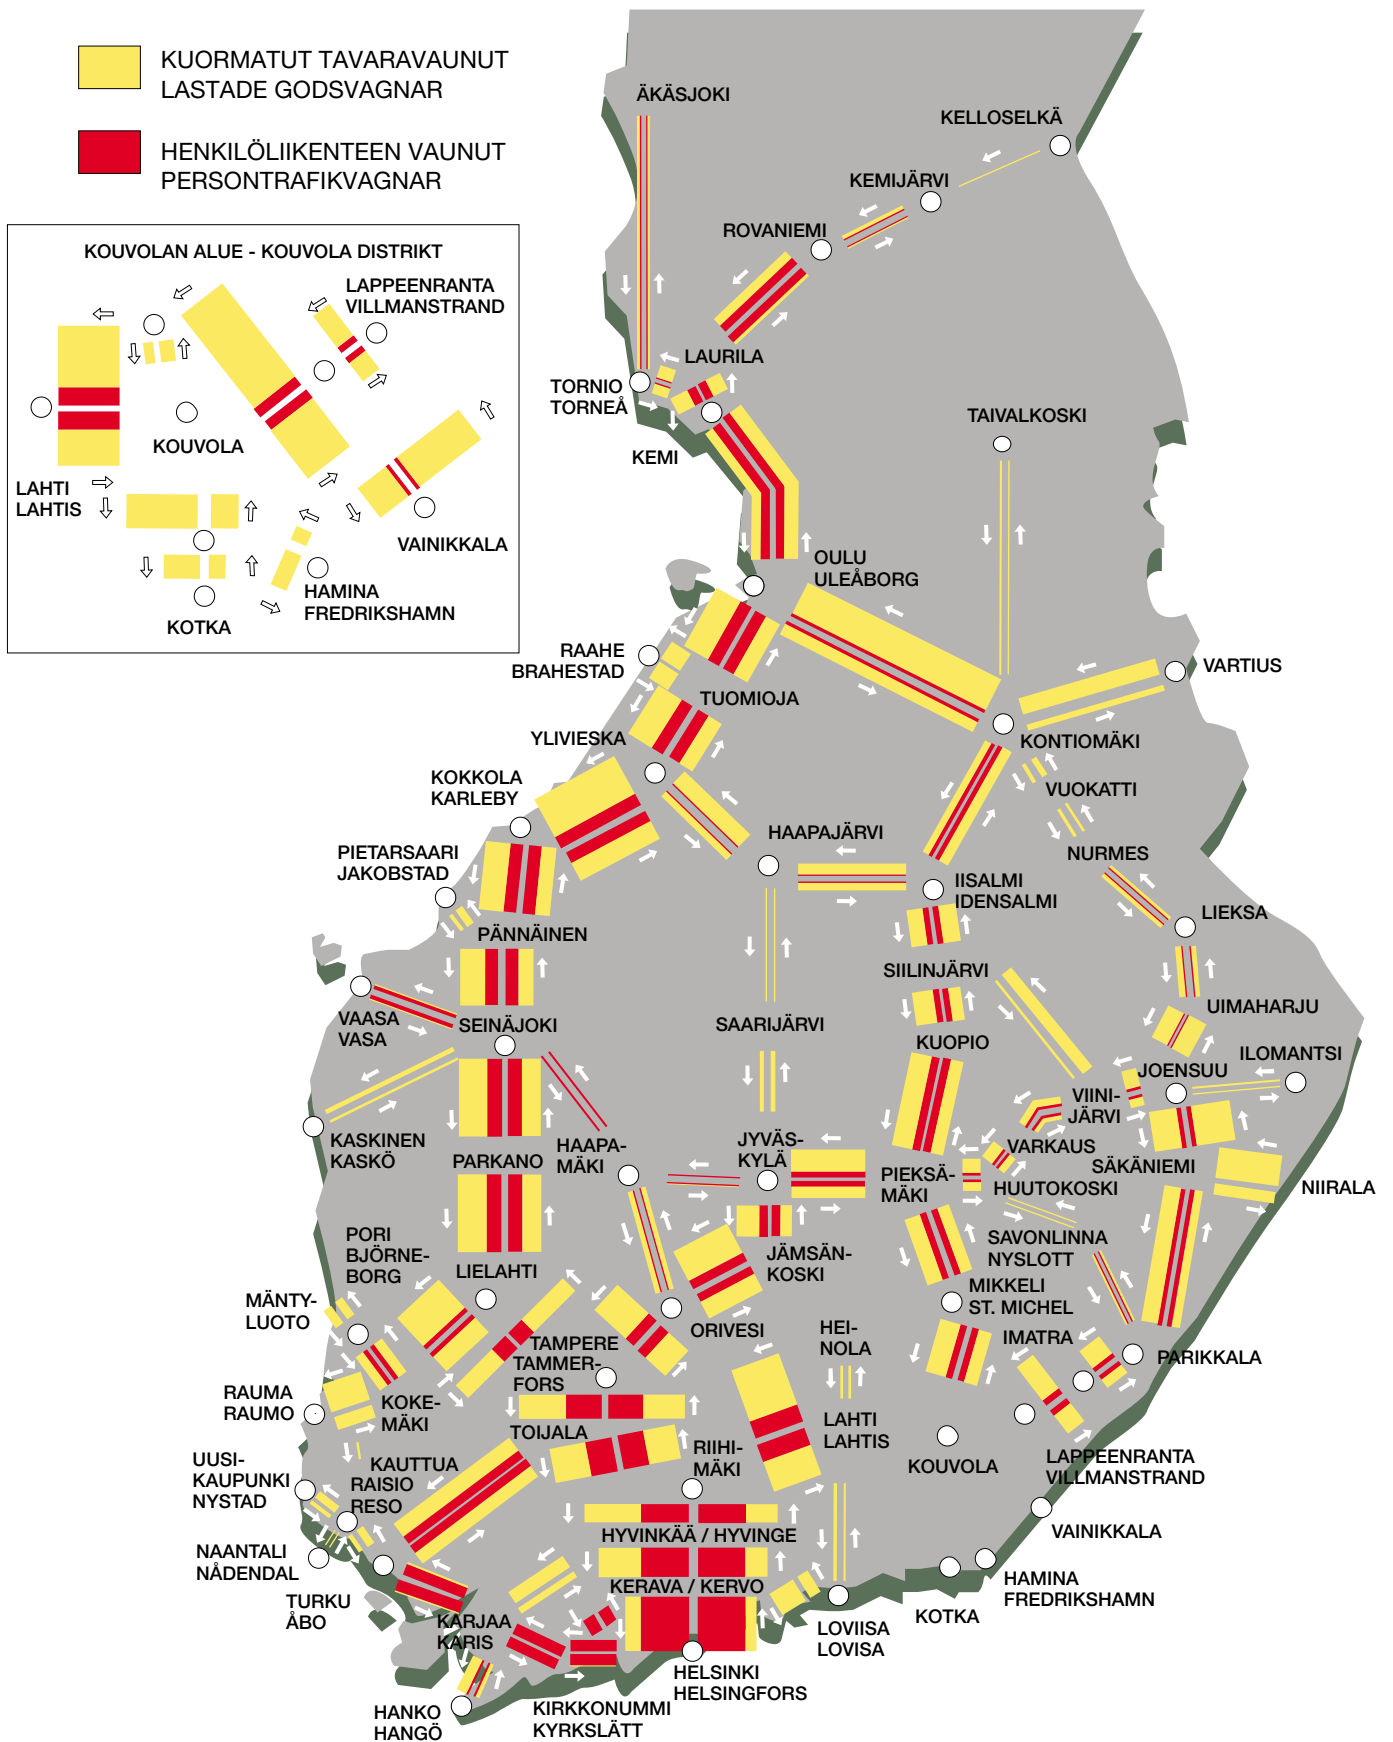 KUORMATUT TAVARAVAUNUT
LASTADE GODSVAGNAR
HENKILÖLIIKENTEEN VAUNUT
PERSONTRAFIKVAGNAR
KOUVOLAN ALUE - KOUVOLA DISTRIKT
LAPPEENRANTA
VILLMANSTRAND
KOUVOLA
LAHTI
LAHTIS
VAINIKKALA
HAMINA
FREDRIKSHAMN
KOTKA
ÄKÄSJOKI
KELLOSELKÄ
KEMIJÄRVI
ROVANIEMI
LAURILA
TORNIO
TORNEÅ
KEMI
TAIVALKOSKI
OULU
ULEÅBORG
RAAHE
BRAHESTAD
VARTIUS
TUOMIOJA
YLIVIESKA
KONTIOMÄKI
KOKKOLA
KARLEBY
VUOKATTI
HAAPAJÄRVI
PIETARSAARI
JAKOBSTAD
NURMES
IISALMI
IDENSALMI
LIEKSA
PÄNNÄINEN
SIILINJÄRVI
UIMAHARJU
VAASA
VASA
SEINÄJOKI
SAARIJÄRVI
KUOPIO
ILOMANTSI
JOENSUU
VIINI-
JÄRVI
KASKINEN
KASKÖ
HAAPA-
MÄKI
JYVÄS-
KYLÄ
VARKAUS
PARKANO
PIEKSÄ-
MÄKI
SÄKÄNIEMI
HUUTOKOSKI
NIIRALA
PORI
BJÖRNE-
BORG
SAVONLINNA
NYSLOTT
JÄMSÄN-
KOSKI
LIELAHTI
MIKKELI
ST. MICHEL
MÄNTY-
LUOTO
ORIVESI
HEI-
NOLA
IMATRA
TAMPERE
TAMMER-
FORS
PARIKKALA
RAUMA
RAUMO
KOKE-
MÄKI
LAHTI
LAHTIS
TOIJALA
RIIHI-
MÄKI
KOUVOLA
LAPPEENRANTA
VILLMANSTRAND
UUSI-
KAUPUNKI
NYSTAD
KAUTTUA
RAISIO
RESO
HYVINKÄÄ / HYVINGE
VAINIKKALA
NAANTALI
NÅDENDAL
KERAVA / KERVO
HAMINA
FREDRIKSHAMN
TURKU
ÅBO
KOTKA
KARJAA
KARIS
LOVIISA
LOVISA
HELSINKI
HELSINGFORS
HANKO
HANGÖ
KIRKKONUMMI
KYRKSLÄTT